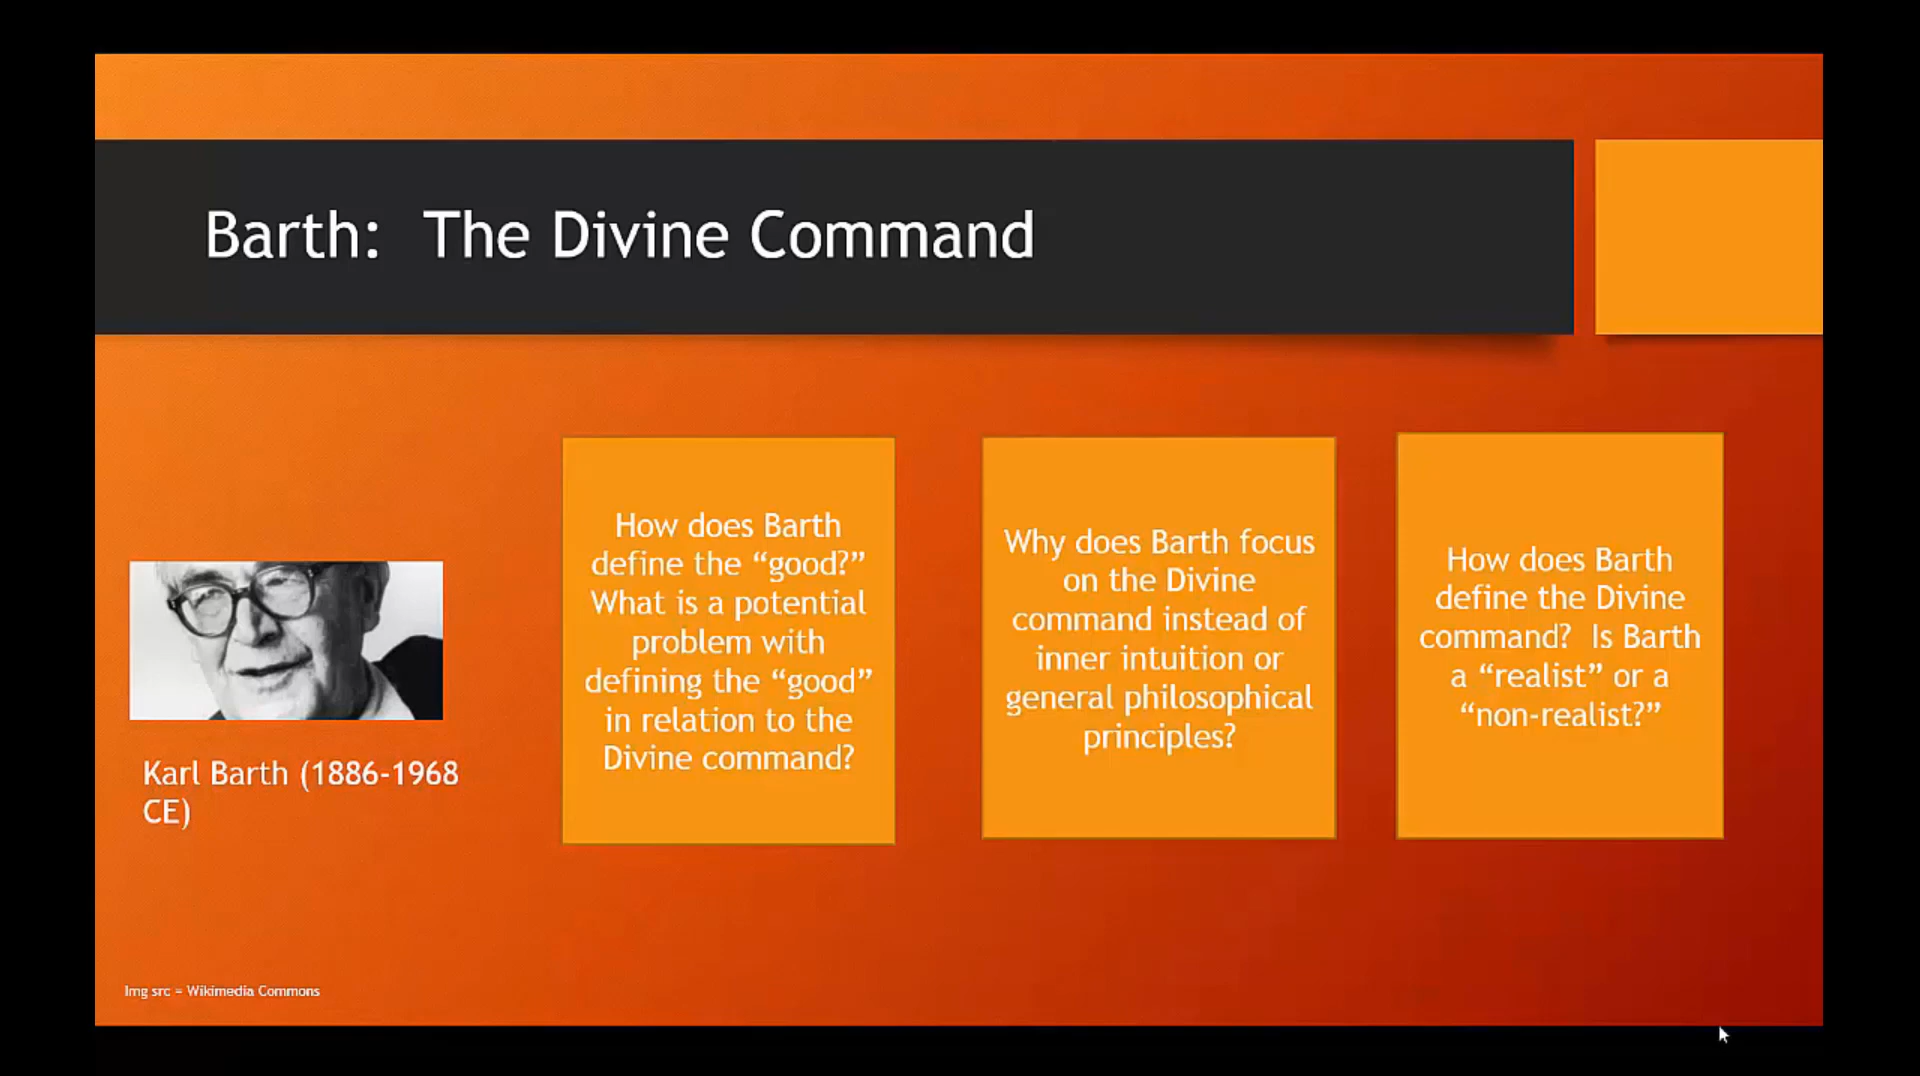 Barth:  The Divine Command
How does Barth
define the “good?”
What is a potential
problem with
defining the “good”
in relation to the
Divine command?
Why does Barth focus
on the Divine
command instead of
inner intuition or
general philosophical
principles?
How does Barth
define the Divine
command?  Is Barth
a “realist” or a
“non-realist?”
Karl Barth (1886-1968
CE)
Img src = Wikimedia Commons